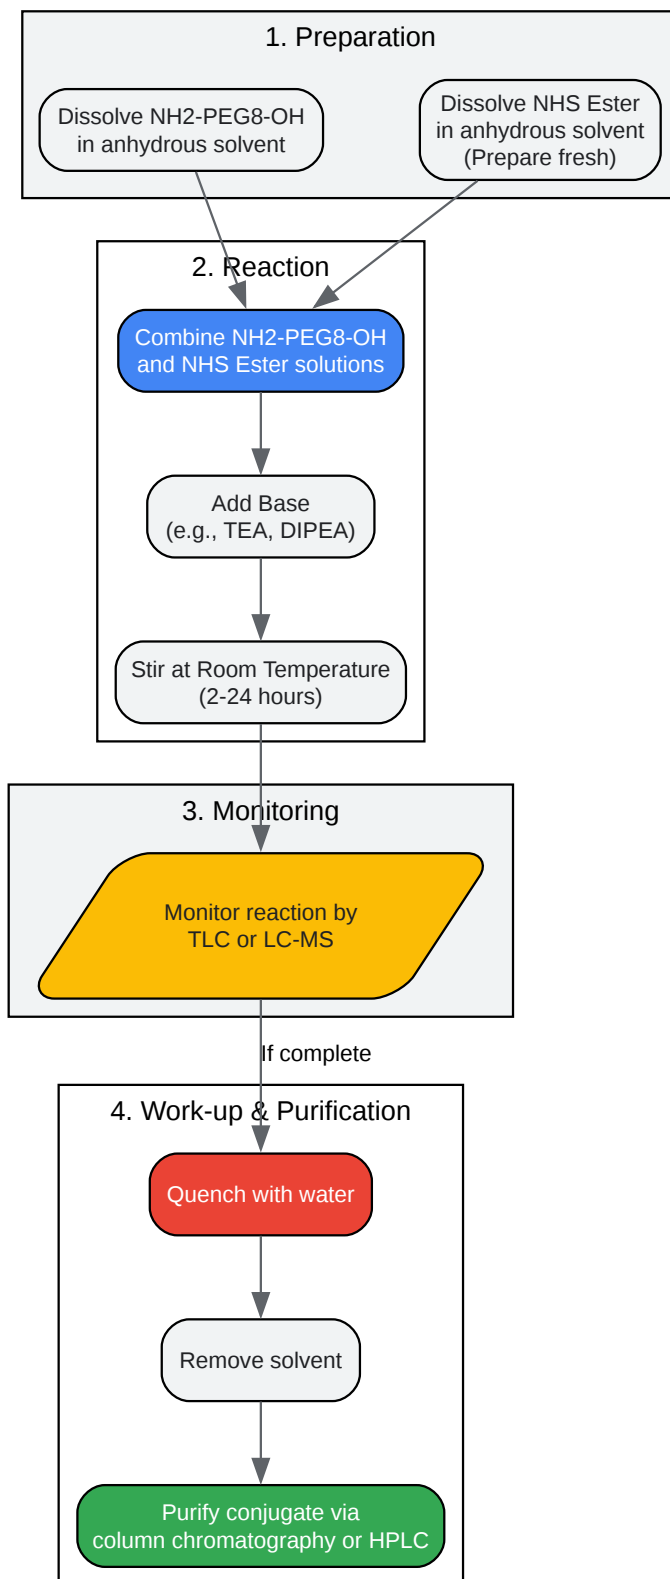 1. Preparation
Dissolve NH2-PEG8-OH
in anhydrous solvent
Dissolve NHS Ester
in anhydrous solvent
(Prepare fresh)
2. Reaction
Combine NH2-PEG8-OH
and NHS Ester solutions
Add Base
(e.g., TEA, DIPEA)
Stir at Room Temperature
(2-24 hours)
3. Monitoring
Monitor reaction by
TLC or LC-MS
If complete
4. Work-up & Purification
Quench with water
Remove solvent
Purify conjugate via
column chromatography or HPLC